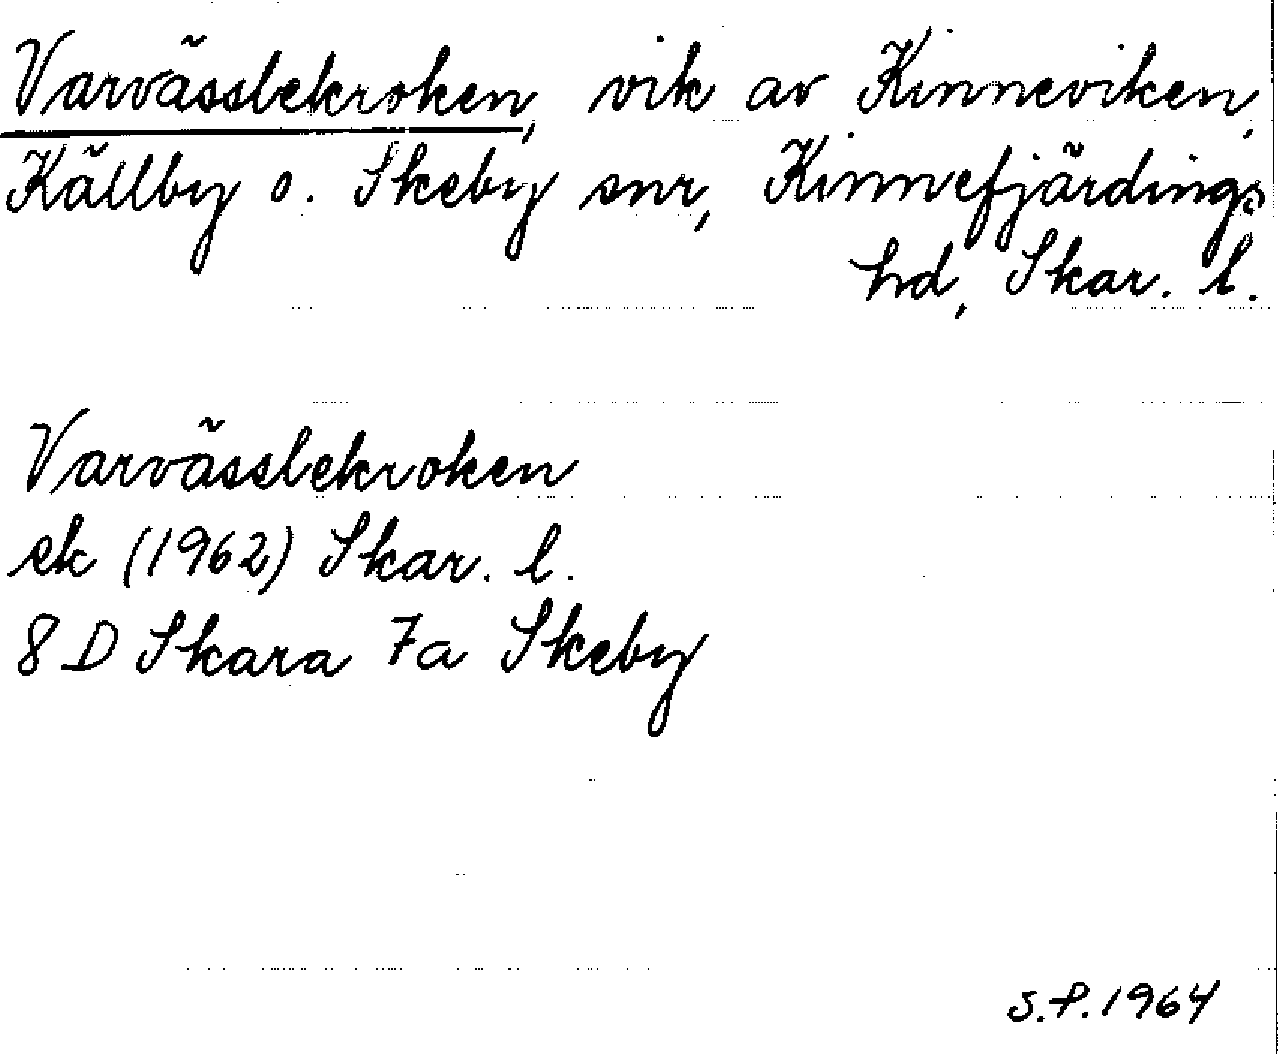 Varvässlekroken, vik av Kinneviken,
Källby o. Skeby snr, Kinnefjärdings
hd, Skar. l.
Varvässlekroken
ek (1962) Skar. l.
8 D Skara 7a Skeby
S.P. 1964